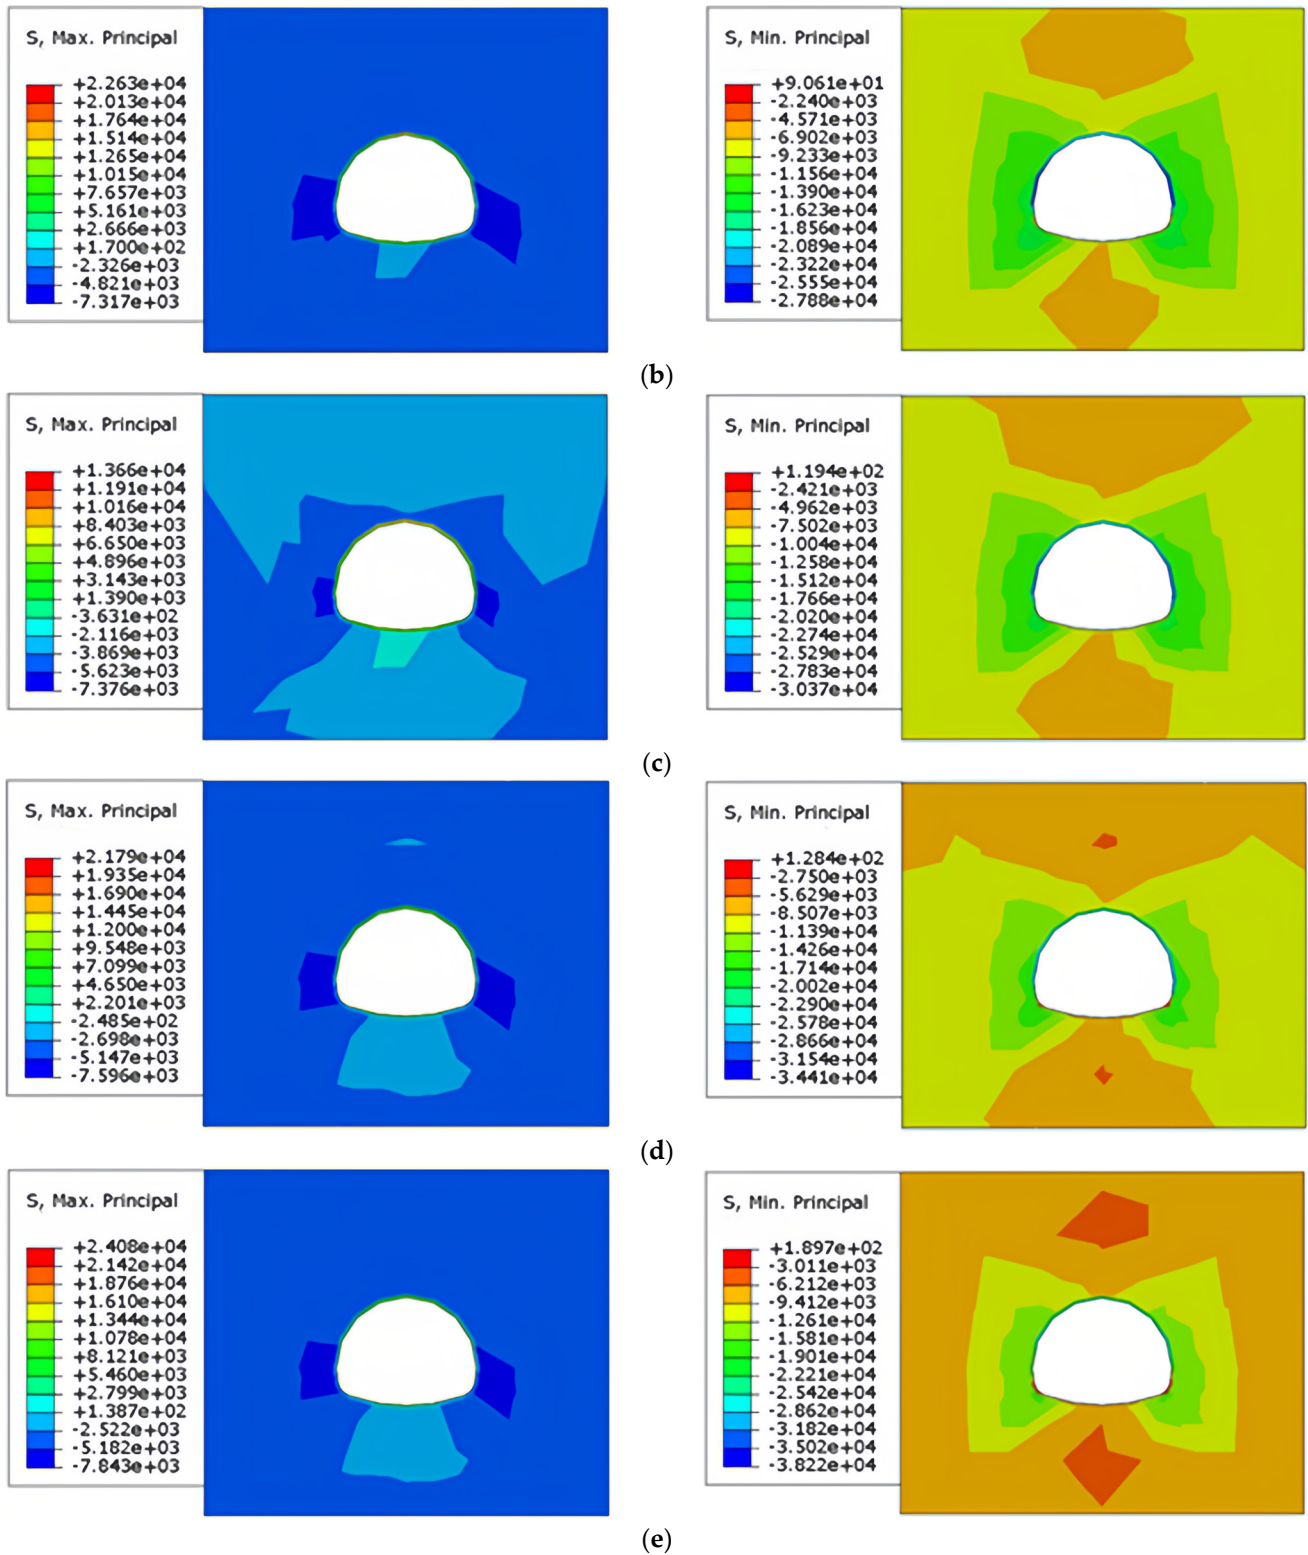 S, Max. Principal
+2.263e+04
+2.013e+04
+1.764e+04
+1.514e+04
+1.265e+04
+1.015e+04
+7.657e+03
+5.161e+03
+2.666e+03
+1.700e+02
-2.326e+03
-4.821e+03
-7.317e+03
S, Min. Principal
+9.061e+01
-2.240e+03
-4.571e+03
-6.902e+03
-9.233e+03
-1.156e+04
-1.390e+04
-1.623e+04
-1.856e+04
-2.089e+04
-2.322e+04
-2.555e+04
-2.788e+04
(b)
S, Max. Principal
+1.366e+04
+1.191e+04
+1.016e+04
+8.403e+03
+6.650e+03
+4.896e+03
+3.143e+03
+1.390e+03
-3.631e+02
-2.116e+03
-3.869e+03
-5.623e+03
-7.376e+03
S, Min. Principal
+1.194e+02
-2.421e+03
-4.962e+03
-7.502e+03
-1.004e+04
-1.258e+04
-1.512e+04
-1.766e+04
-2.020e+04
-2.274e+04
-2.529e+04
-2.783e+04
-3.037e+04
(c)
S, Max. Principal
+2.179e+04
+1.935e+04
+1.690e+04
+1.445e+04
+1.200e+04
+9.548e+03
+7.099e+03
+4.650e+03
+2.201e+03
-2.485e+02
-2.698e+03
-5.147e+03
-7.596e+03
S, Min. Principal
+1.284e+02
-2.750e+03
-5.629e+03
-8.507e+03
-1.139e+04
-1.426e+04
-1.714e+04
-2.002e+04
-2.290e+04
-2.578e+04
-2.866e+04
-3.154e+04
-3.441e+04
(d)
S, Max. Principal
+2.408e+04
+2.142e+04
+1.876e+04
+1.610e+04
+1.344e+04
+1.078e+04
+8.121e+03
+5.460e+03
+2.799e+03
+1.387e+02
-2.522e+03
-5.182e+03
-7.843e+03
S, Min. Principal
+1.897e+02
-3.011e+03
-6.212e+03
-9.412e+03
-1.261e+04
-1.581e+04
-1.901e+04
-2.221e+04
-2.542e+04
-2.862e+04
-3.182e+04
-3.502e+04
-3.822e+04
(e)